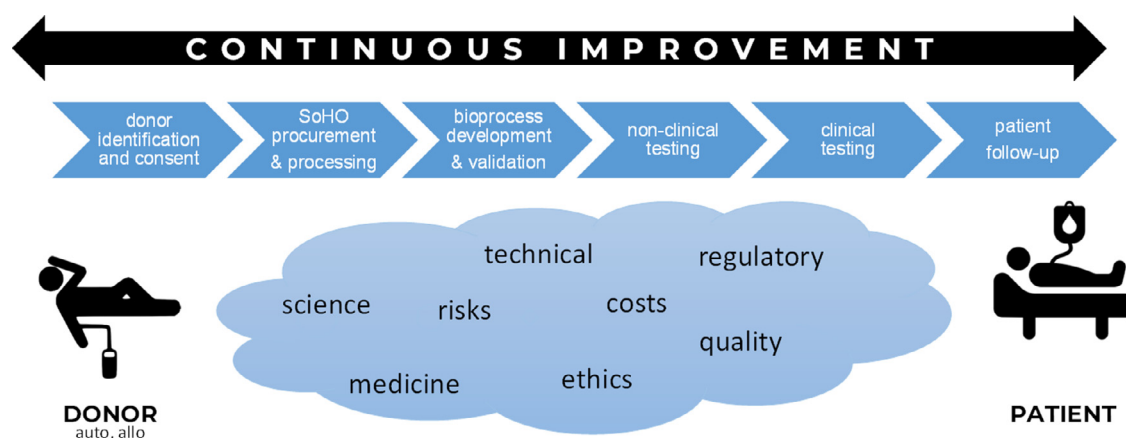 CONTINUOUS IMPROVEMENT
donor
identification
and consent
SoHO
procurement
& processing
bioprocess
development
& validation
non-clinical
testing
clinical
testing
patient
follow-up
technical
regulatory
science
risks
costs
quality
medicine
ethics
DONOR
auto, allo
PATIENT